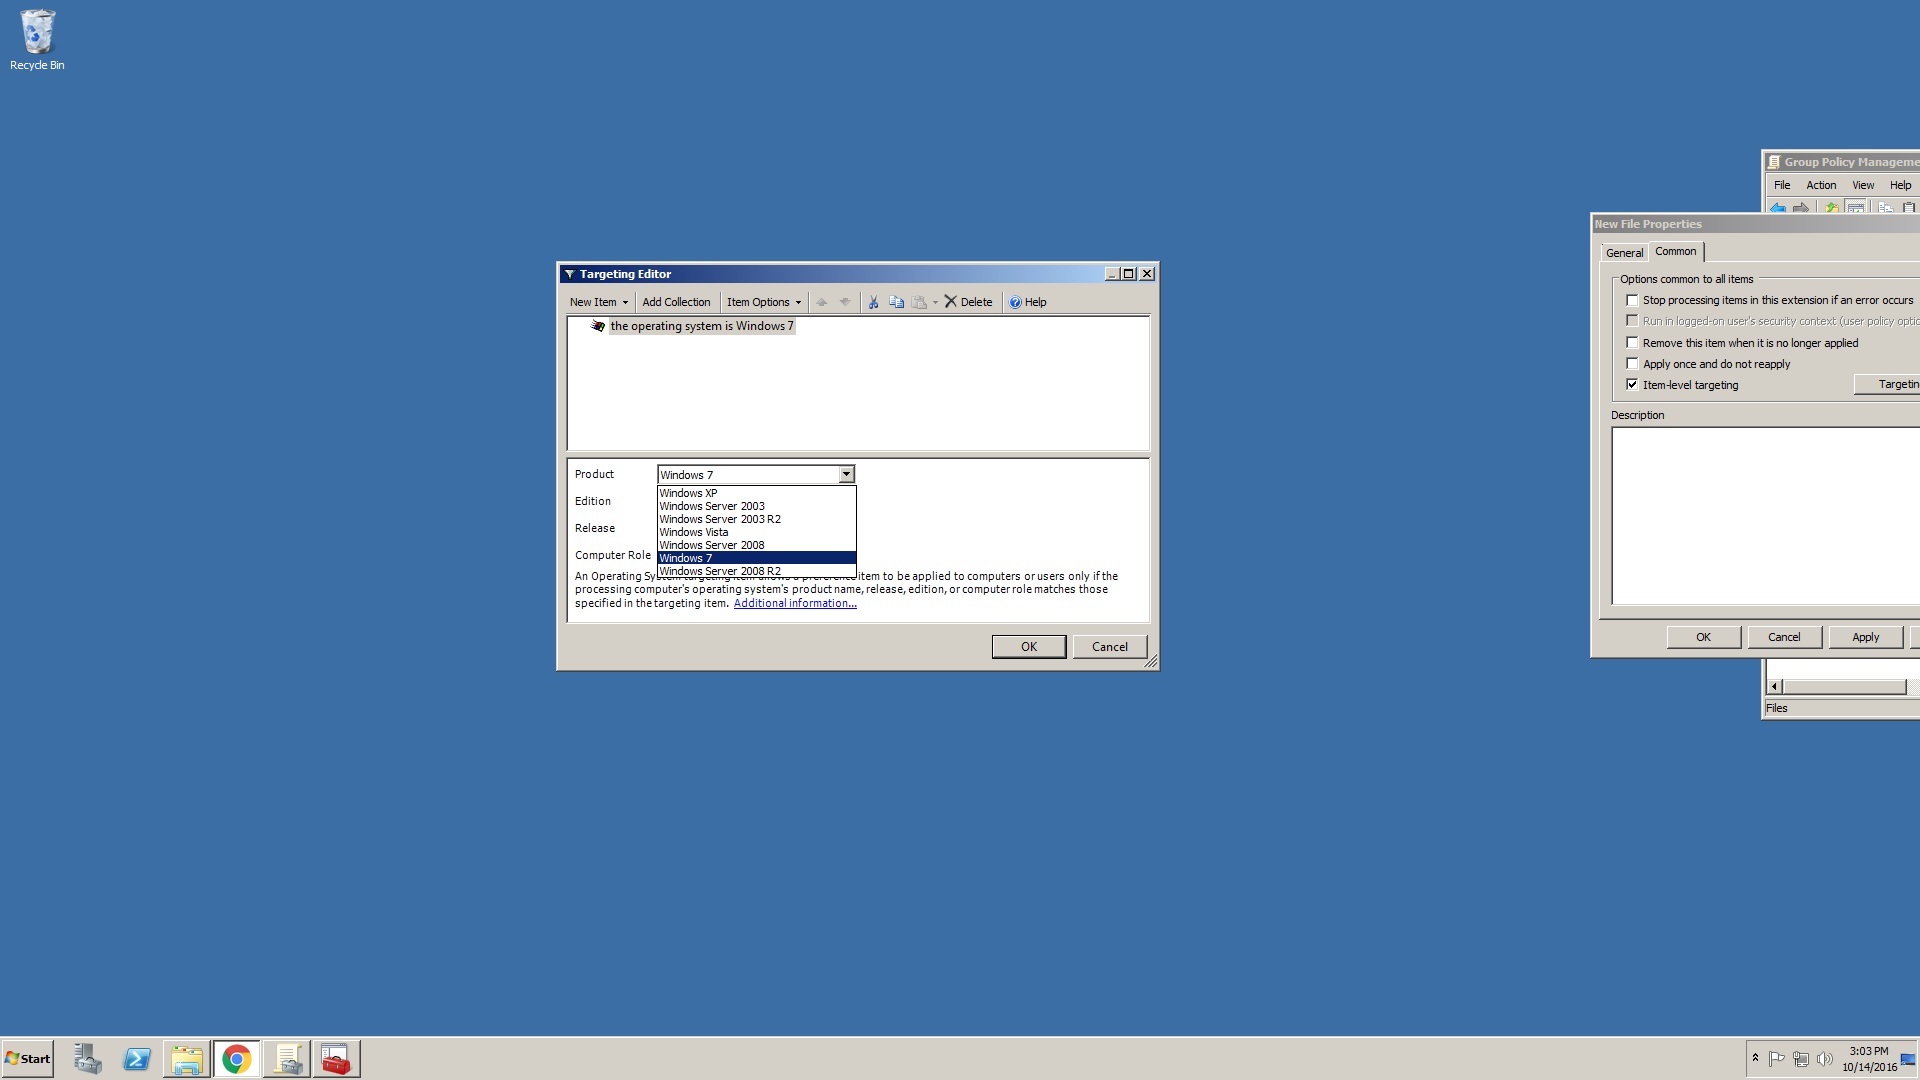 Recycle Bin
Group Policy Manageme
File Action View Help
New File Properties
General Common
Options common to all items
Stop processing items in this extension if an error occurs
Run in logged-on user's security context (user policy optio
Remove this item when it is no longer applied
Apply once and do not reapply
Item-level targeting
Targetin
Description
OK Cancel Apply
Files
Targeting Editor
New Item Add Collection Item Options Delete Help
the operating system is Windows 7
Product Windows 7
Windows XP
Edition
Windows Server 2003
Windows Server 2003 R2
Release
Windows Vista
Windows Server 2008
Computer Role
Windows 7
Windows Server 2008 R2
An Operating System targeting item allows a preference item to be applied to computers or users only if the
processing computer's operating system's product name, release, edition, or computer role matches those
specified in the targeting item. Additional information...
OK Cancel
Start
3:03 PM
10/14/2016